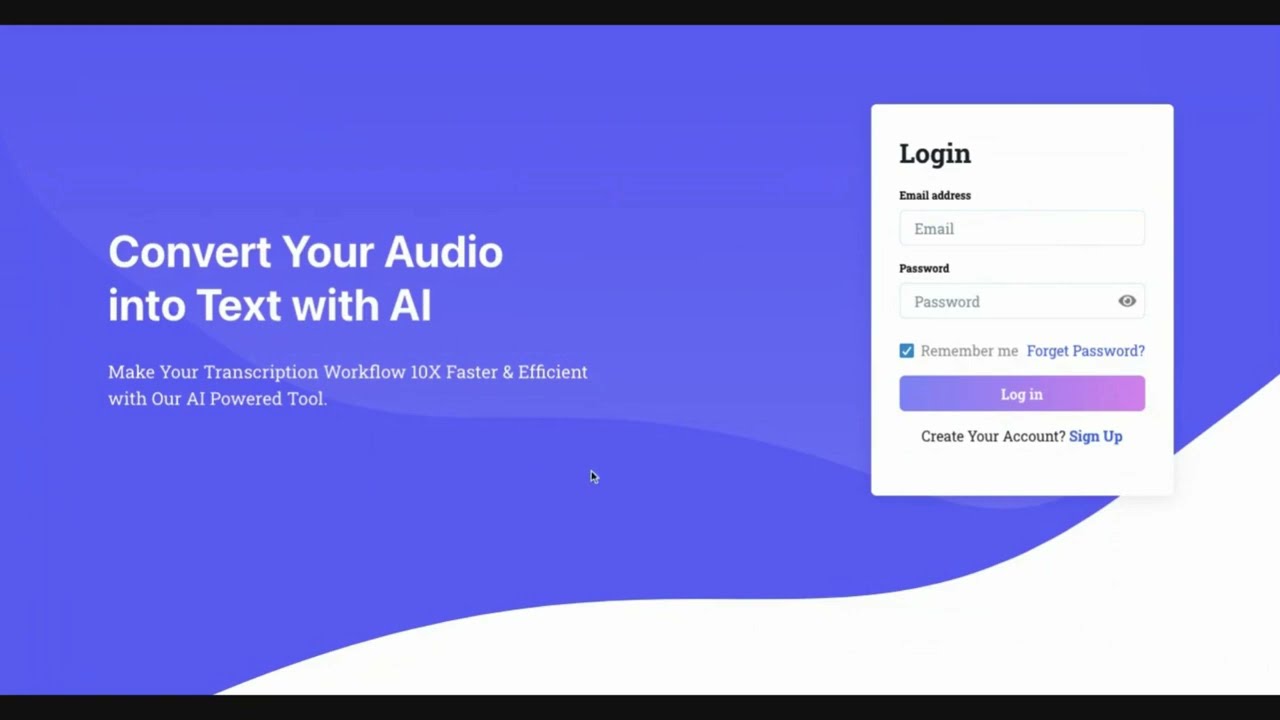 Convert Your Audio
into Text with AI
Make Your Transcription Workflow 10X Faster & Efficient
with Our AI Powered Tool.
Login
Email address
Email
Password
Password
Remember me Forget Password?
Log in
Create Your Account? Sign Up